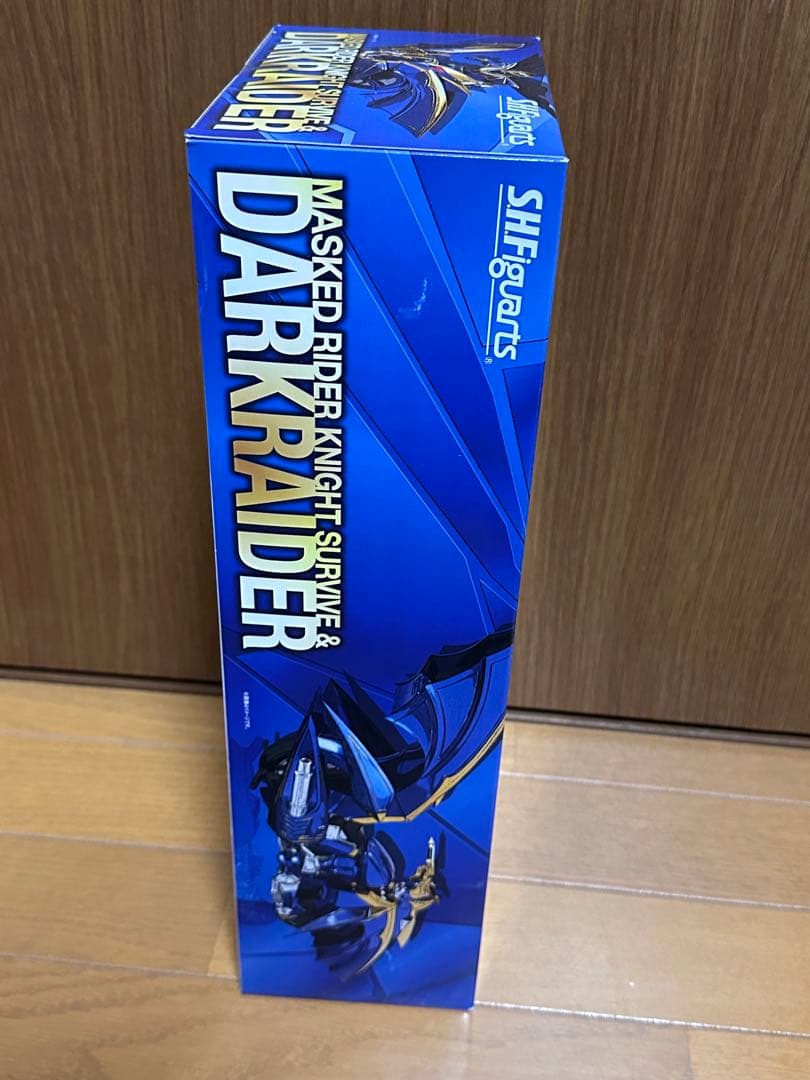 MASKED RIDER KNIGHT SURVIVE &
DARKRAIDER
S.H.Figuarts
MASKED RIDER KNIGHT SURVIVE &
DARKRAIDER
S.H.Figuarts
®